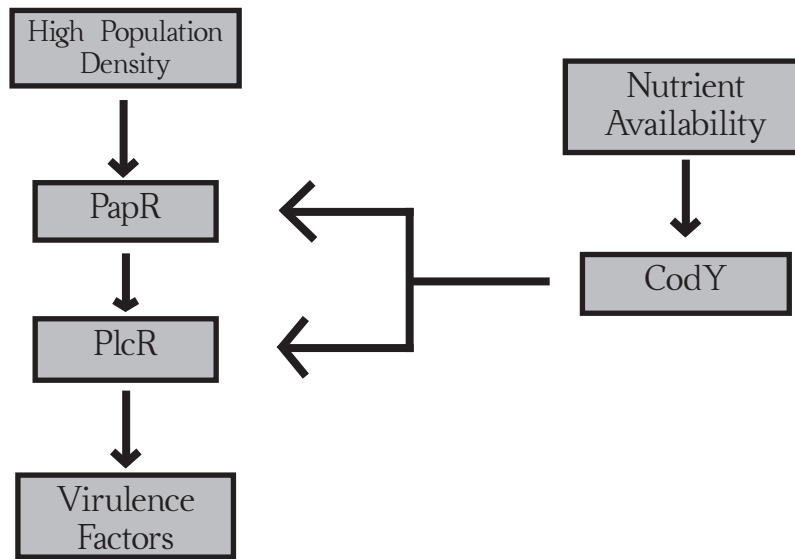 High Population
Density
Nutrient
Availability
PapR
CodY
PlcR
Virulence
Factors